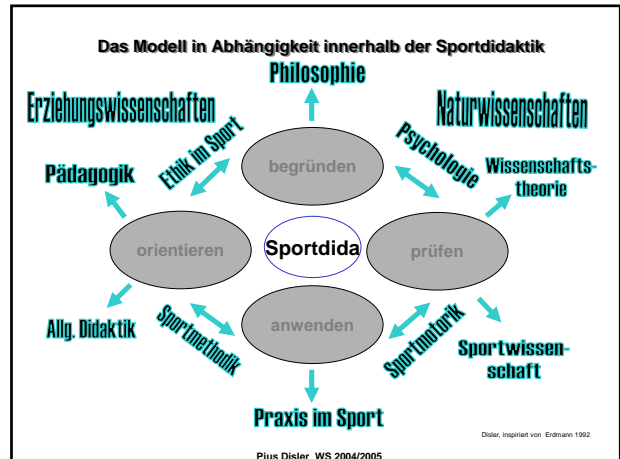 Das Modell in Abhängigkeit innerhalb der Sportdidaktik
Philosophie
Erziehungswissenschaften
Naturwissenschaften
Ethik im Sport
begründen
Psychologie
Pädagogik
Wissenschafts-
theorie
orientieren
Sportdida
prüfen
Allg. Didaktik
Sportmethodik
anwenden
Sportmotorik
Sportwissen-
schaft
Praxis im Sport
Disler, inspiriert von Erdmann 1992
Pius Disler WS 2004/2005